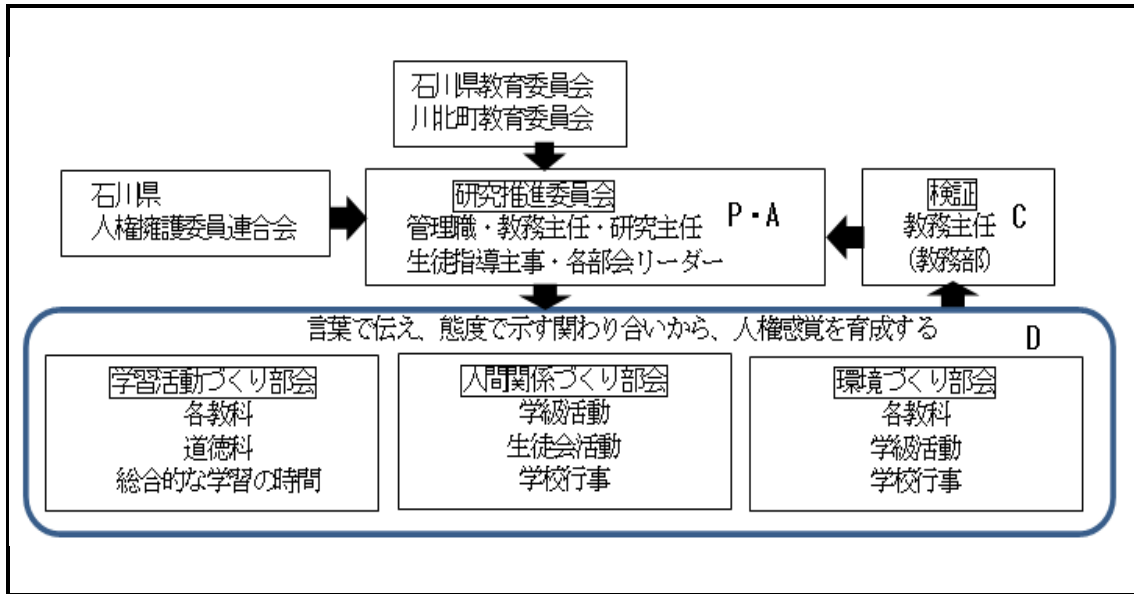 石川県教育委員会
川北町教育委員会
石川県
人権擁護委員連合会
研究推進委員会
管理職・教務主任・研究主任
生徒指導主事・各部会リーダー
P・A
検証
教務主任
(教務部)
C
言葉で伝え、態度で示す関わり合いから、人権感覚を育成する
D
学習活動づくり部会
各教科
道徳科
総合的な学習の時間
人間関係づくり部会
学級活動
生徒会活動
学校行事
環境づくり部会
各教科
学級活動
学校行事